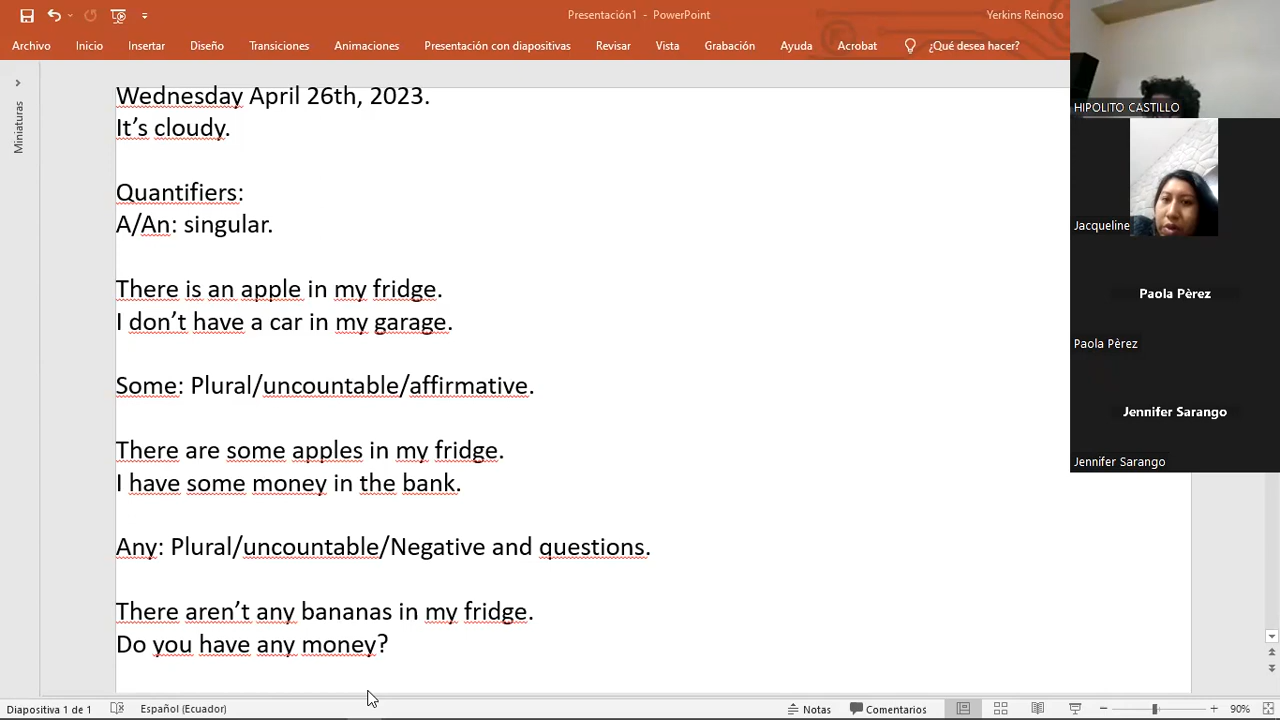 Presentación1 - PowerPoint
Yerkins Reinoso
Archivo Inicio Insertar Diseño Transiciones Animaciones Presentación con diapositivas Revisar Vista Grabación Ayuda Acrobat ¿Qué desea hacer?
Miniaturas
Wednesday April 26th, 2023.
It's cloudy.
Quantifiers:
A/An: singular.
There is an apple in my fridge.
I don't have a car in my garage.
Some: Plural/uncountable/affirmative.
There are some apples in my fridge.
I have some money in the bank.
Any: Plural/uncountable/Negative and questions.
There aren't any bananas in my fridge.
Do you have any money?
HIPOLITO CASTILLO
Jacqueline
Paola Pèrez
Paola Pèrez
Jennifer Sarango
Jennifer Sarango
Diapositiva 1 de 1 Español (Ecuador) Notas Comentarios 90%